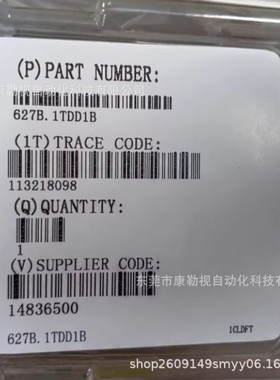 (P)PART NUMBER:
627B.1TDD1B
(1T)TRACE CODE:
113218098
(Q)QUANTITY:
1
东莞市康勒视自动化科技有
(V)SUPPLIER CODE:
14836500
627B.1TDD1B
1CLDFT
shop2609149smyy06.16